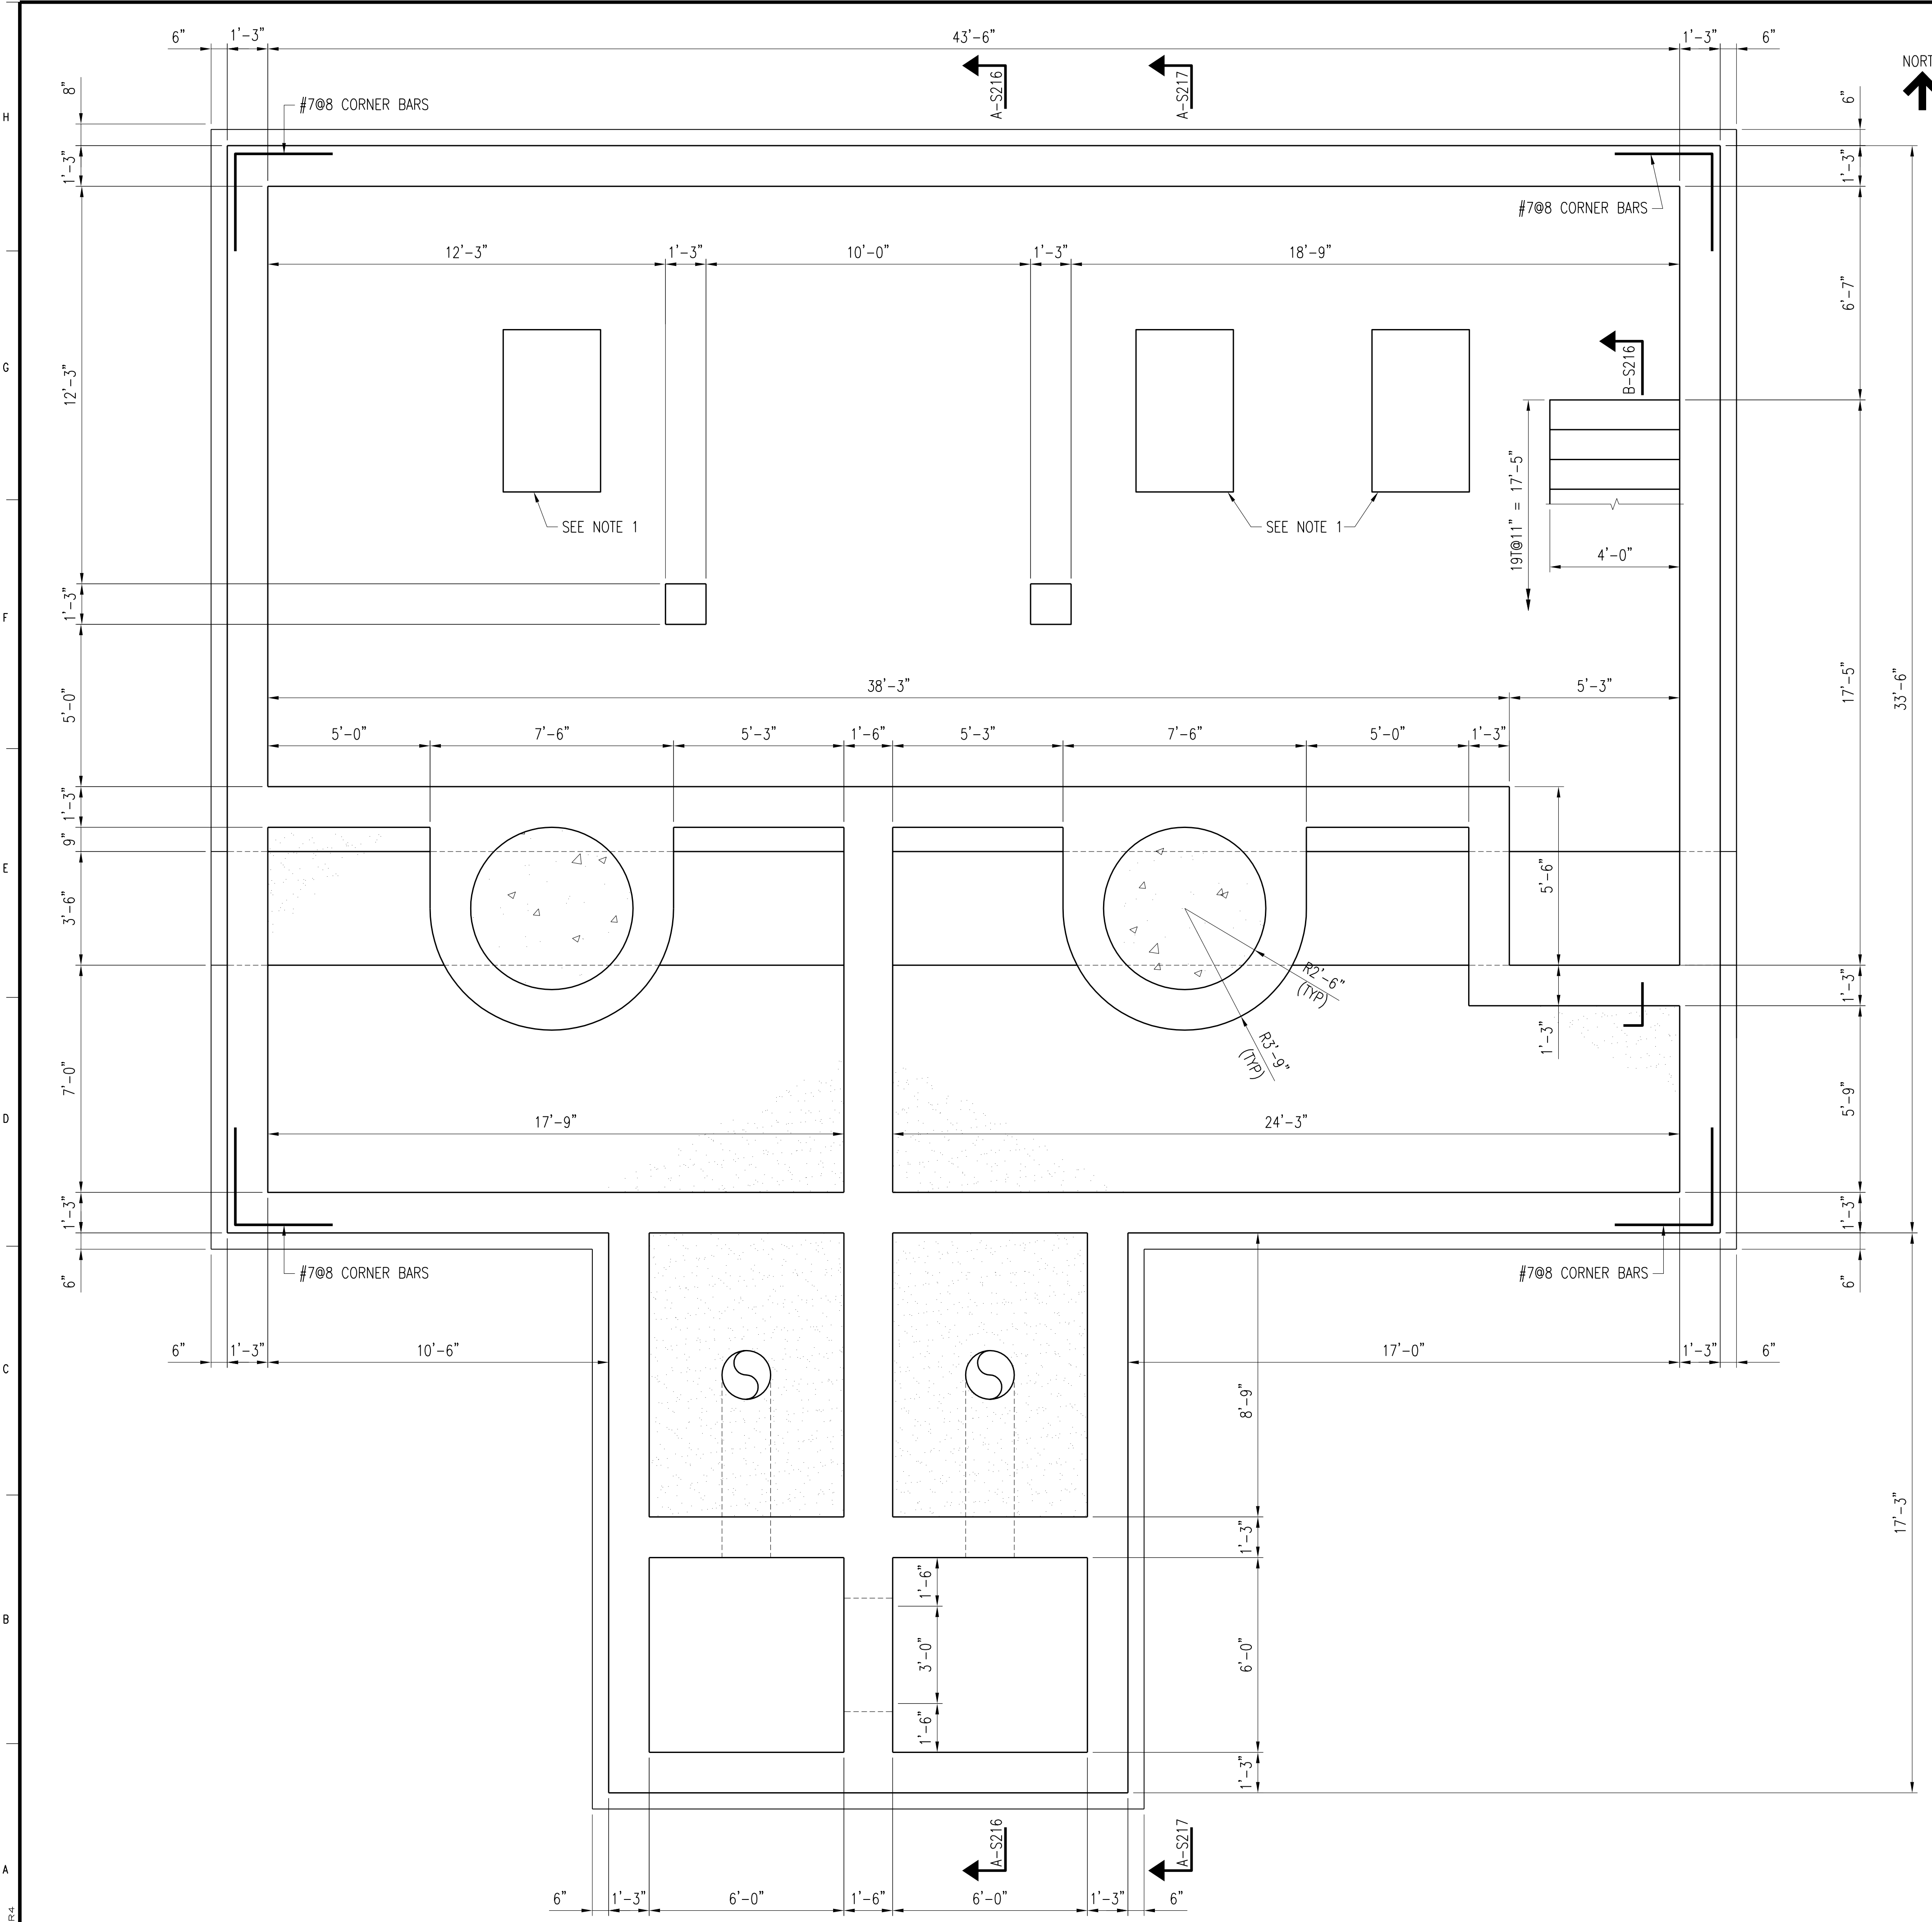 6" 1'-3" 43'-6" 1'-3" 6"
A-S216 A-S217
NORT
8" 6"
H
#7@8 CORNER BARS
1'-3" 1'-3"
#7@8 CORNER BARS
12'-3" 1'-3" 10'-0" 1'-3" 18'-9"
6'-7"
G
12'-3"
B-S216
SEE NOTE 1 SEE NOTE 1
19T@11" = 17'-5"
4'-0"
F
1'-3"
5'-0"
38'-3" 5'-3"
17'-5"
33'-6"
5'-0" 7'-6" 5'-3" 1'-6" 5'-3" 7'-6" 5'-0" 1'-3"
1'-3"
9"
E
3'-6"
5'-6"
R2'-6"
(TYP)
R3'-9"
(TYP)
1'-3"
1'-3"
7'-0"
D
17'-9" 24'-3"
5'-9"
1'-3" 1'-3"
#7@8 CORNER BARS #7@8 CORNER BARS
6" 6"
6" 1'-3" 10'-6" 17'-0" 1'-3" 6"
C
8'-9"
17'-3"
1'-3"
1'-6"
B
3'-0"
6'-0"
1'-6"
1'-3"
A-S216 A-S217
A
6" 1'-3" 6'-0" 1'-6" 6'-0" 1'-3" 6"
R4